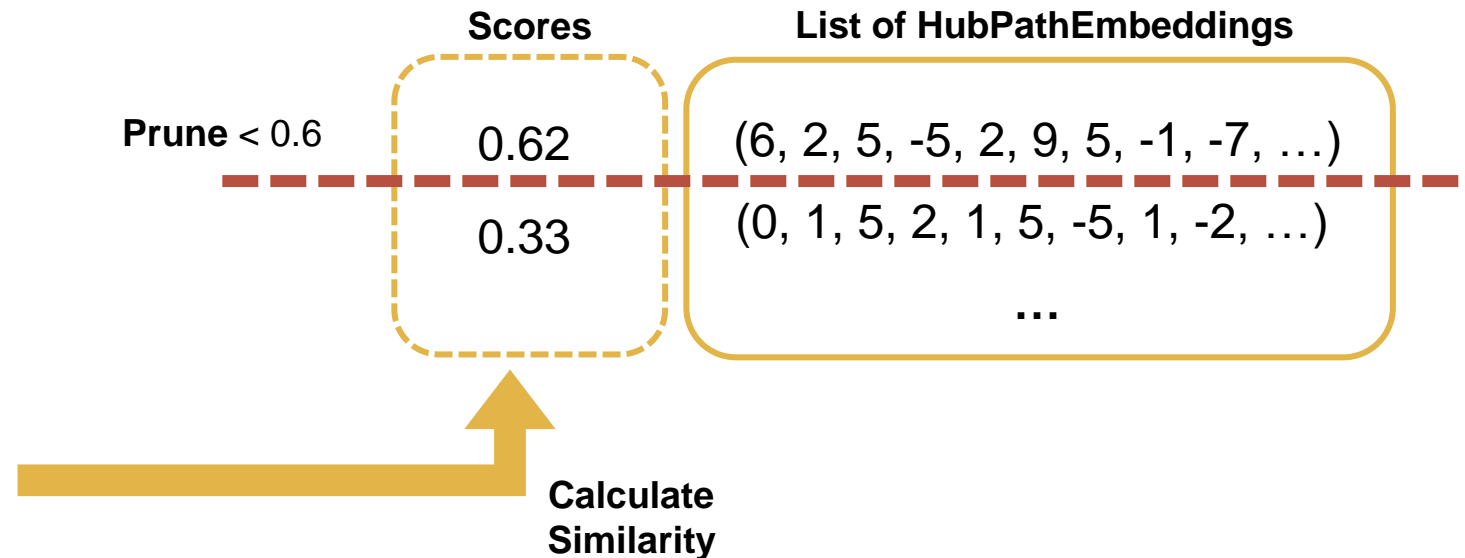 Scores
List of HubPathEmbeddings
Prune < 0.6
0.62
(6, 2, 5, -5, 2, 9, 5, -1, -7, …)
0.33
(0, 1, 5, 2, 1, 5, -5, 1, -2, …)
…
Calculate
Similarity